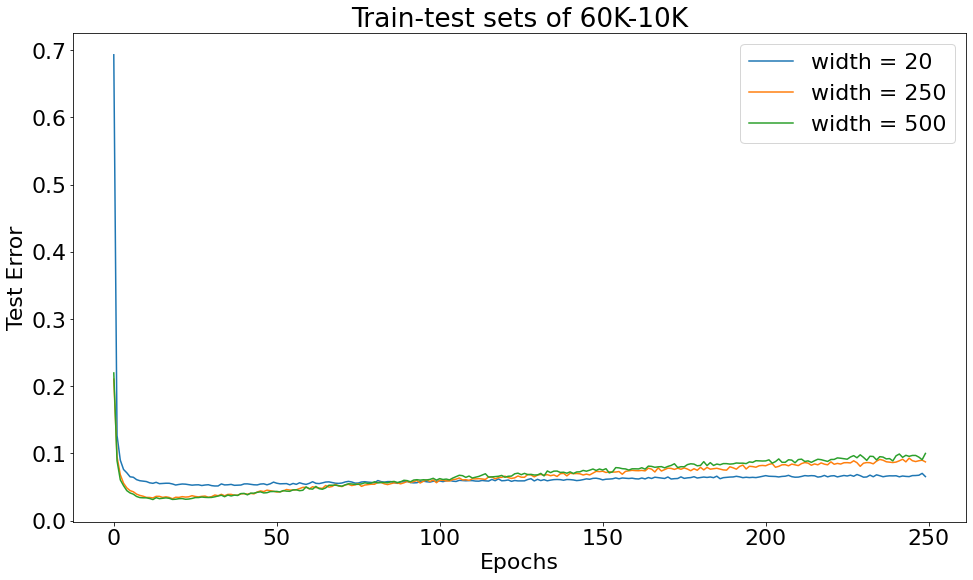 Train-test sets of 60K-10K
width = 20
width = 250
width = 500
Test Error
0.7
0.6
0.5
0.4
0.3
0.2
0.1
0.0
0 50 100 150 200 250
Epochs